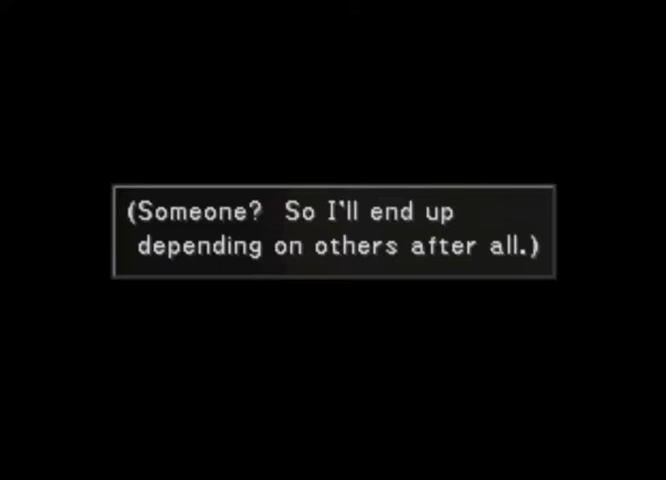 (Someone?  So I'll end up
depending on others after all.)